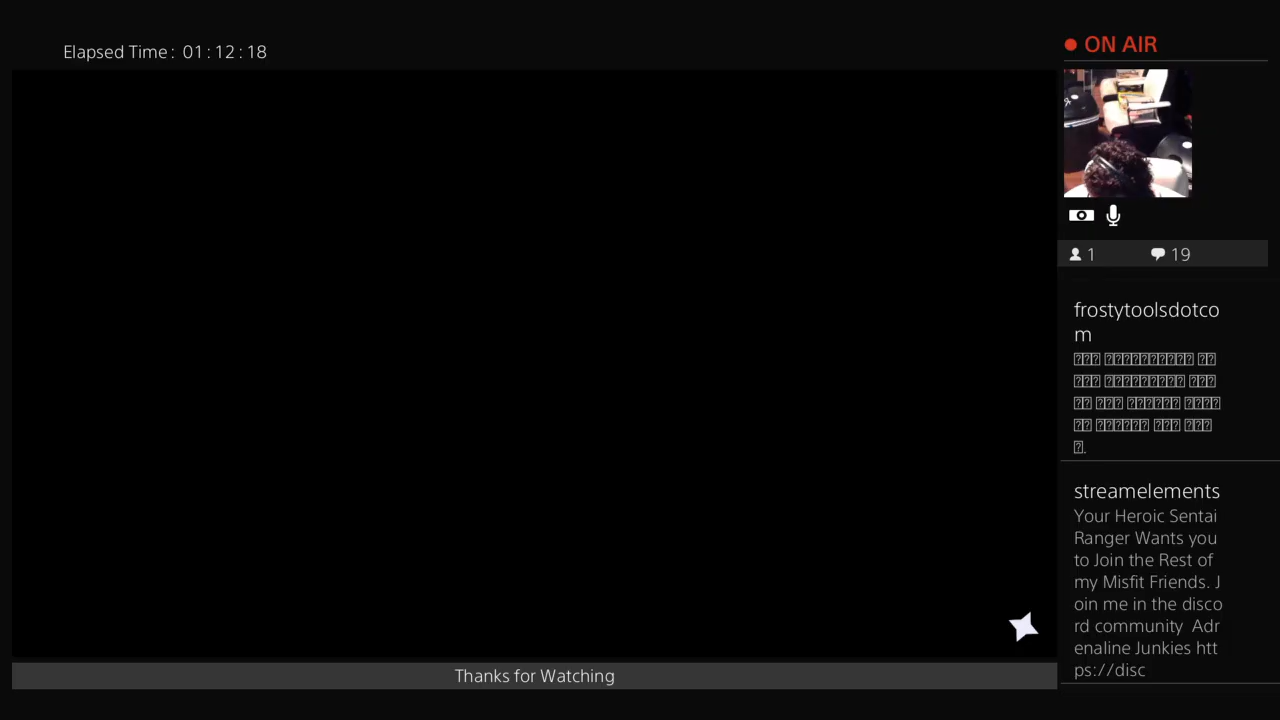 Elapsed Time: 01:12:18
ON AIR
1 19
frostytoolsdotco
m
streamelements
Your Heroic Sentai
Ranger Wants you
to Join the Rest of
my Misfit Friends. J
oin me in the disco
rd community Adr
enaline Junkies htt
ps://disc
Thanks for Watching